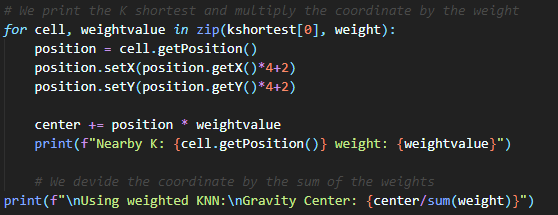 # We print the K shortest and multiply the coordinate by the weight
for cell, weightvalue in zip(kshortest[0], weight):
    position = cell.getPosition()
    position.setX(position.getX()*4+2)
    position.setY(position.getY()*4+2)

    center += position * weightvalue
    print(f"Nearby K: {cell.getPosition()} weight: {weightvalue}")

    # We devide the coordinate by the sum of the weights
print(f"\nUsing weighted KNN:\nGravity Center: {center/sum(weight)}")